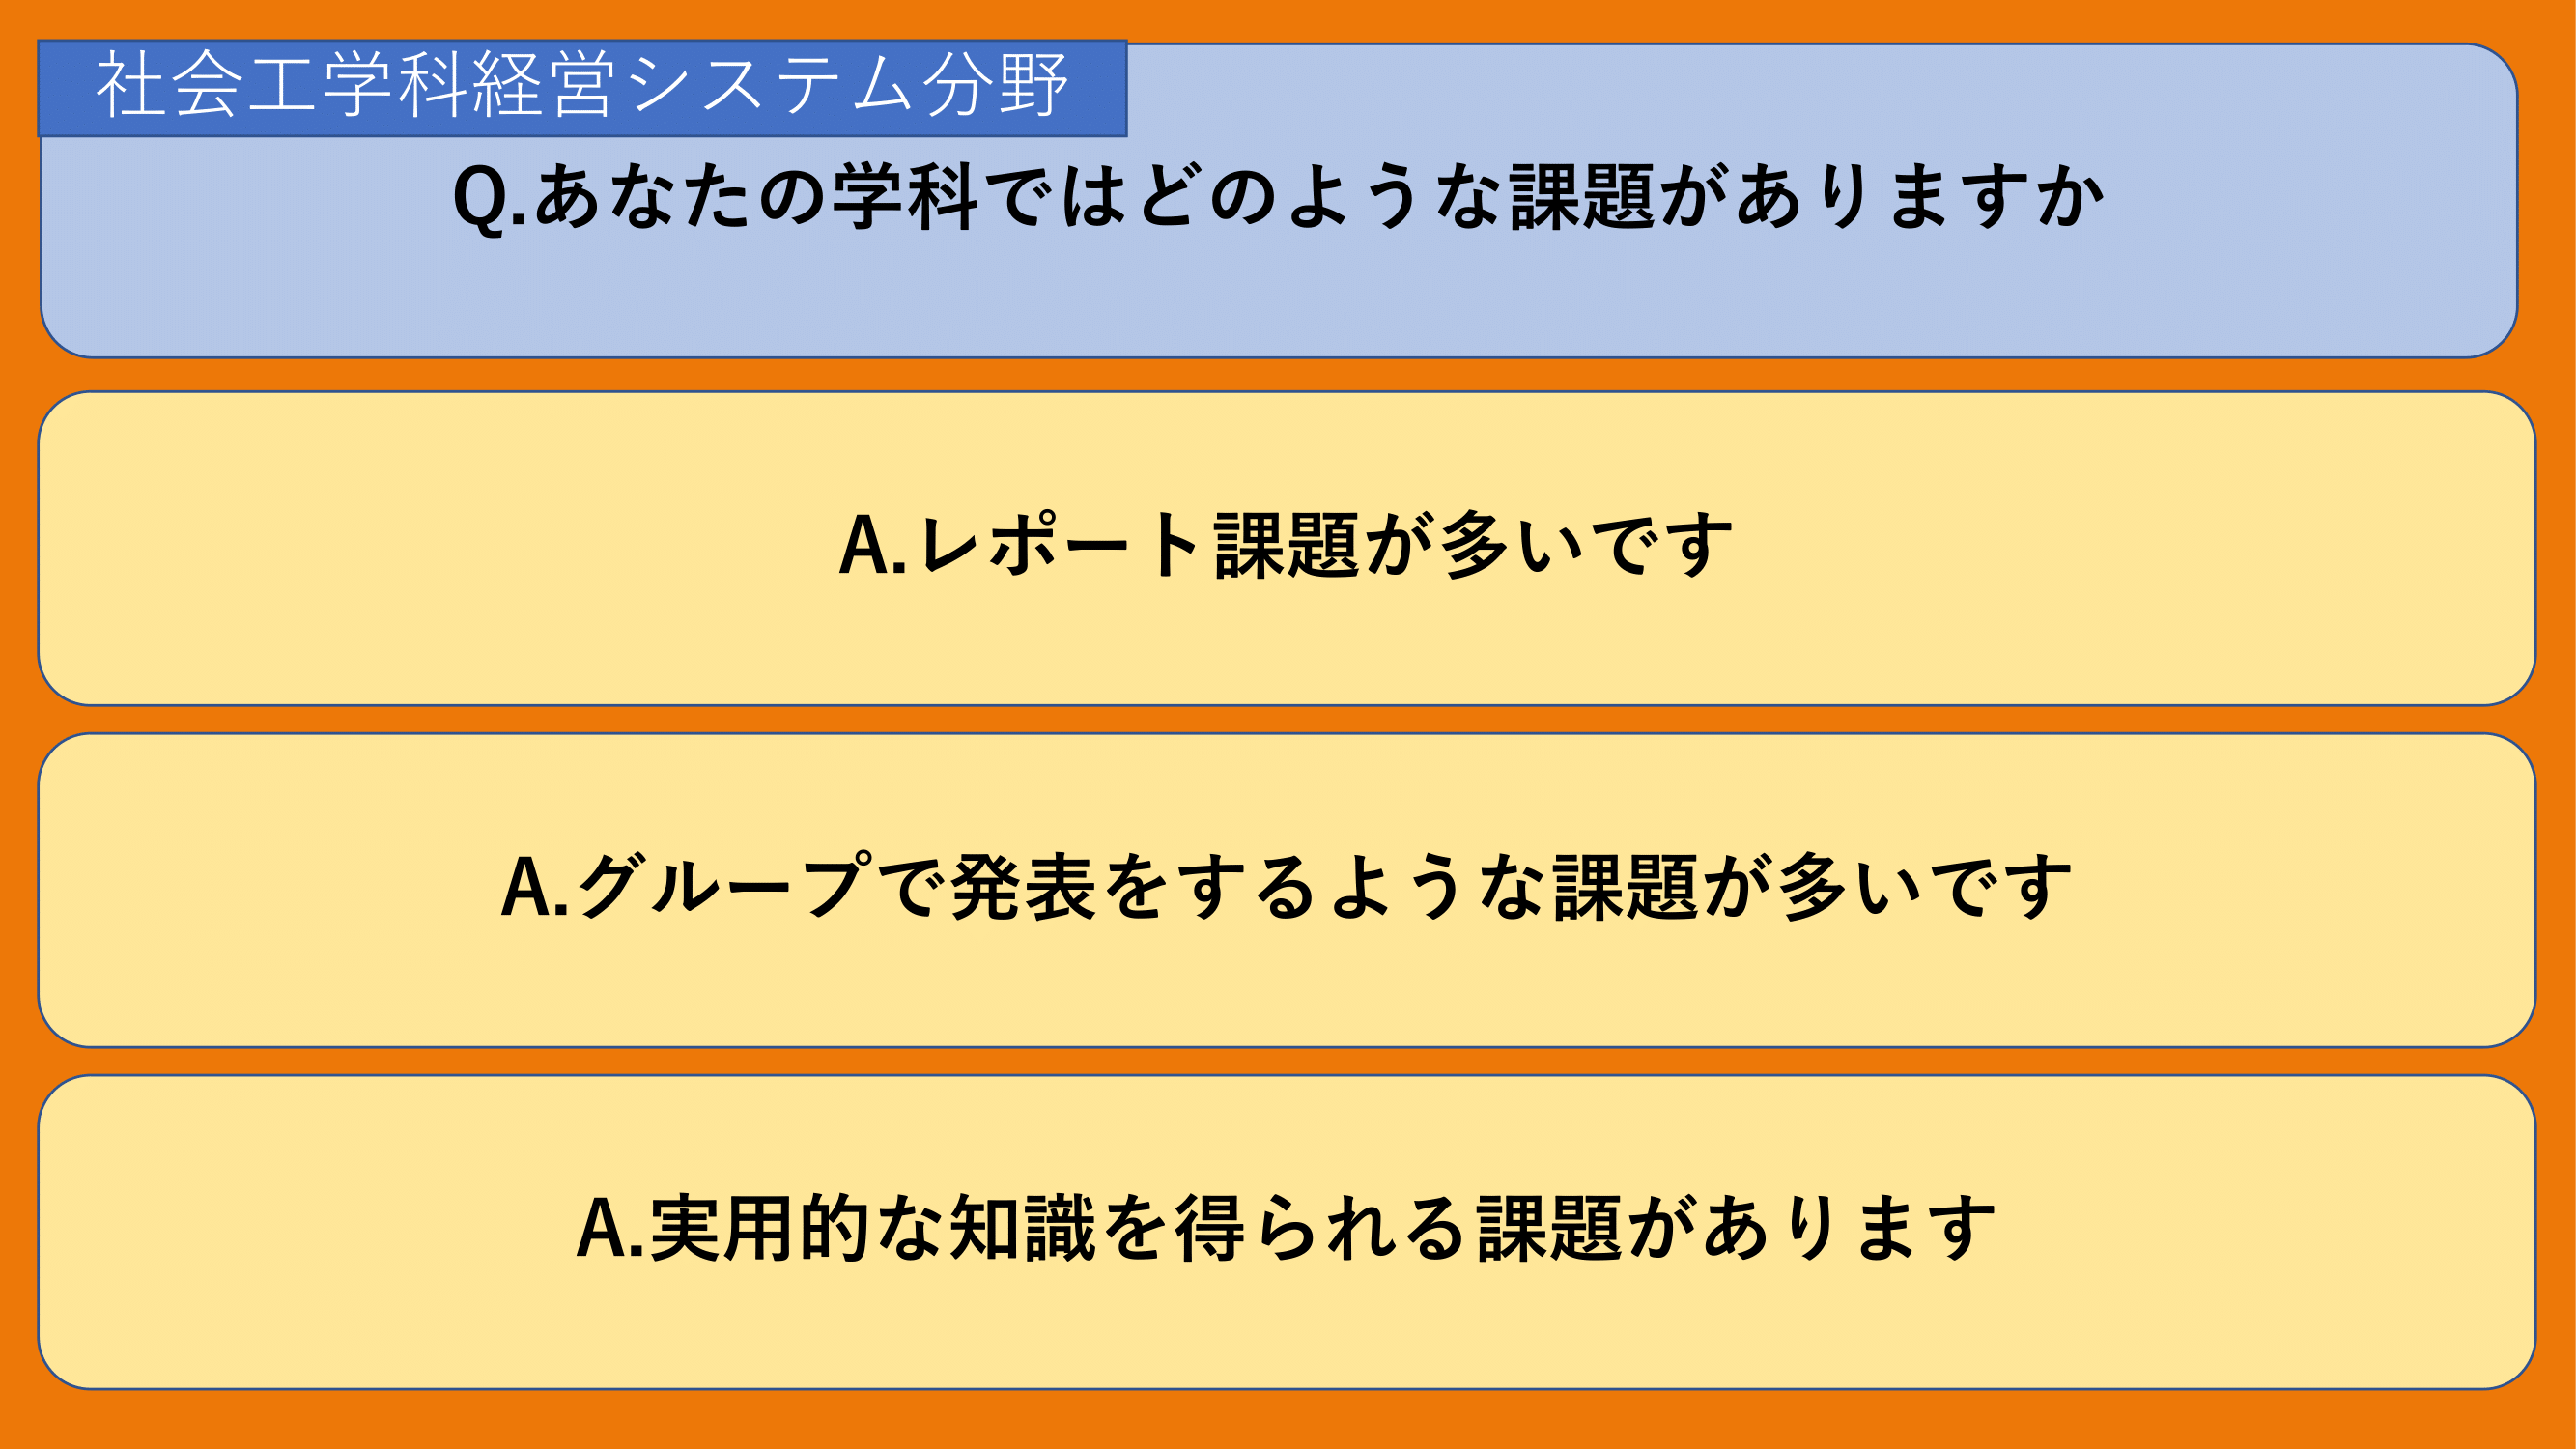 社会工学科経営システム分野
Q.あなたの学科ではどのような課題がありますか
A.レポート課題が多いです
A.グループで発表をするような課題が多いです
A.実用的な知識を得られる課題があります